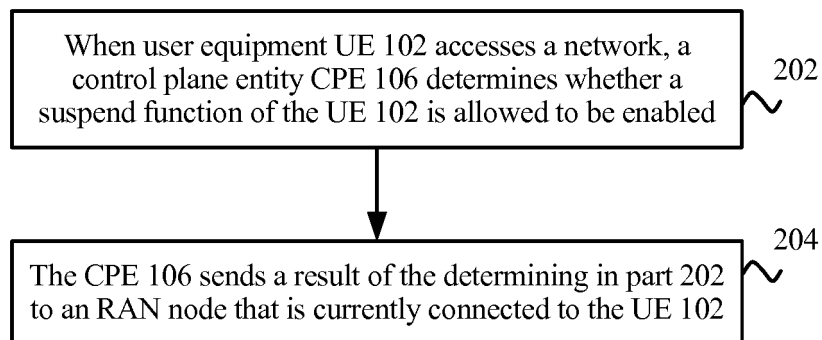 When user equipment UE 102 accesses a network, a
control plane entity CPE 106 determines whether a
suspend function of the UE 102 is allowed to be enabled
202
204
The CPE 106 sends a result of the determining in part 202
to an RAN node that is currently connected to the UE 102